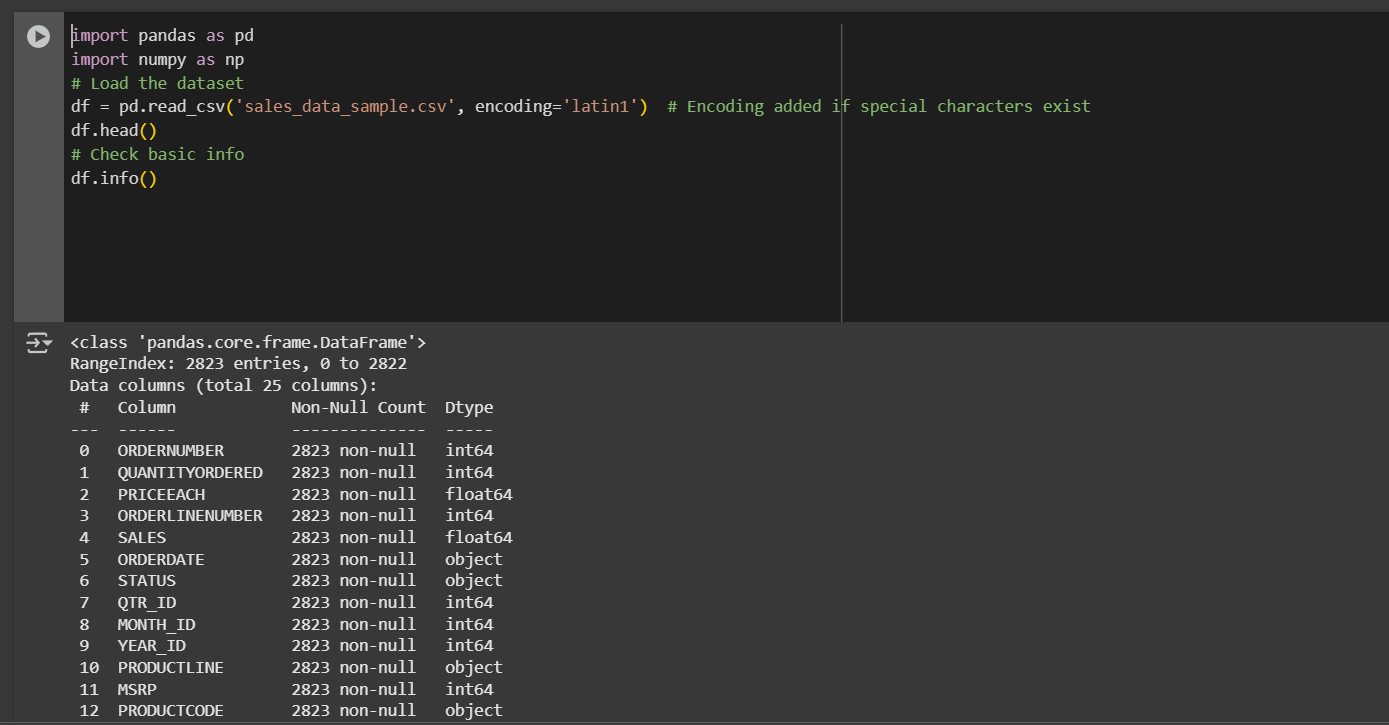 import pandas as pd
import numpy as np
# Load the dataset
df = pd.read_csv('sales_data_sample.csv', encoding='latin1')  # Encoding added if special characters exist
df.head()
# Check basic info
df.info()
<class 'pandas.core.frame.DataFrame'>
RangeIndex: 2823 entries, 0 to 2822
Data columns (total 25 columns):
 #   Column            Non-Null Count  Dtype
---  ------            --------------  -----
 0   ORDERNUMBER       2823 non-null   int64
 1   QUANTITYORDERED   2823 non-null   int64
 2   PRICEEACH         2823 non-null   float64
 3   ORDERLINENUMBER   2823 non-null   int64
 4   SALES             2823 non-null   float64
 5   ORDERDATE         2823 non-null   object
 6   STATUS            2823 non-null   object
 7   QTR_ID            2823 non-null   int64
 8   MONTH_ID          2823 non-null   int64
 9   YEAR_ID           2823 non-null   int64
 10  PRODUCTLINE       2823 non-null   object
 11  MSRP              2823 non-null   int64
 12  PRODUCTCODE       2823 non-null   object